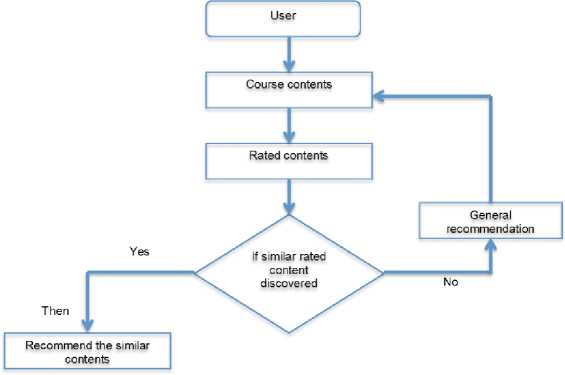 User
Course contents
Rated contents
General
recommendation
If similar rated
content
discovered
Yes
No
Then
Recommend the similar
contents